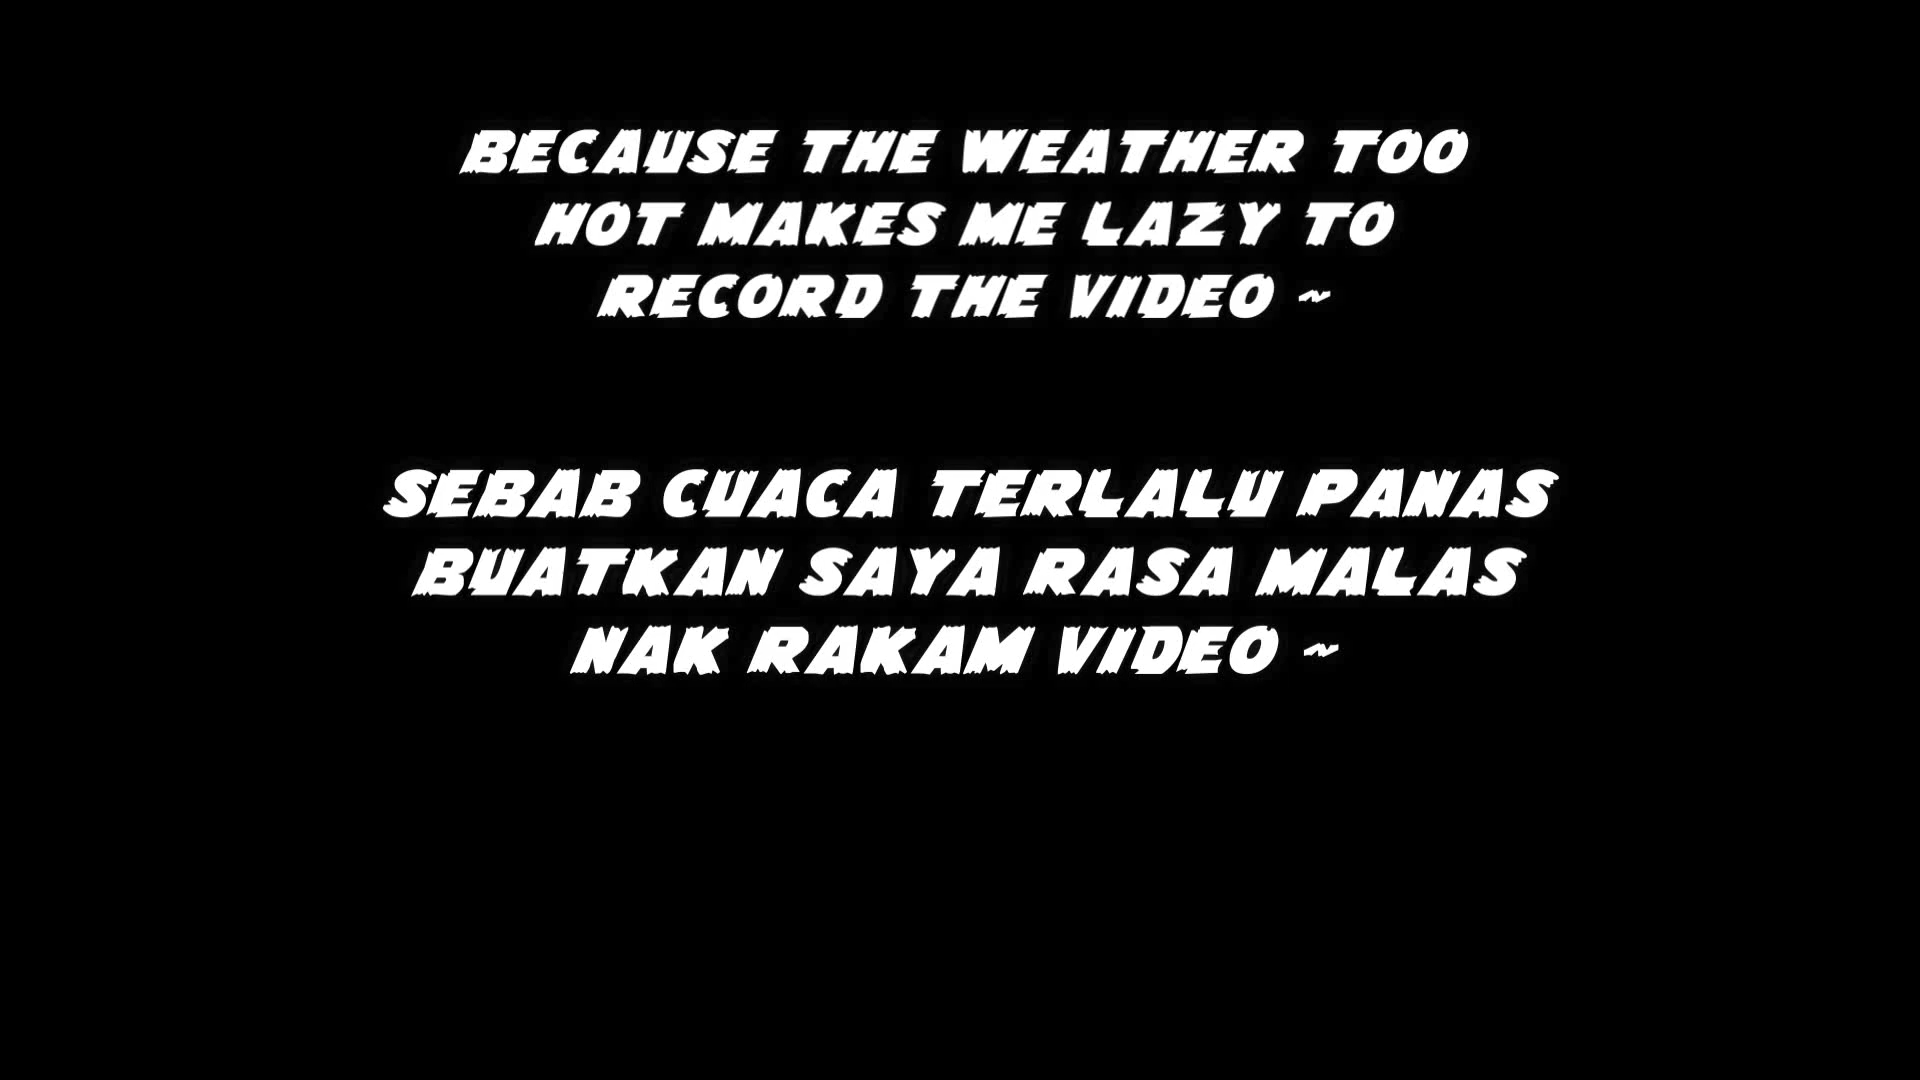 BECAUSE THE WEATHER TOO
HOT MAKES ME LAZY TO
RECORD THE VIDEO ~
SEBAB CUACA TERLALU PANAS
BUATKAN SAYA RASA MALAS
NAK RAKAM VIDEO ~